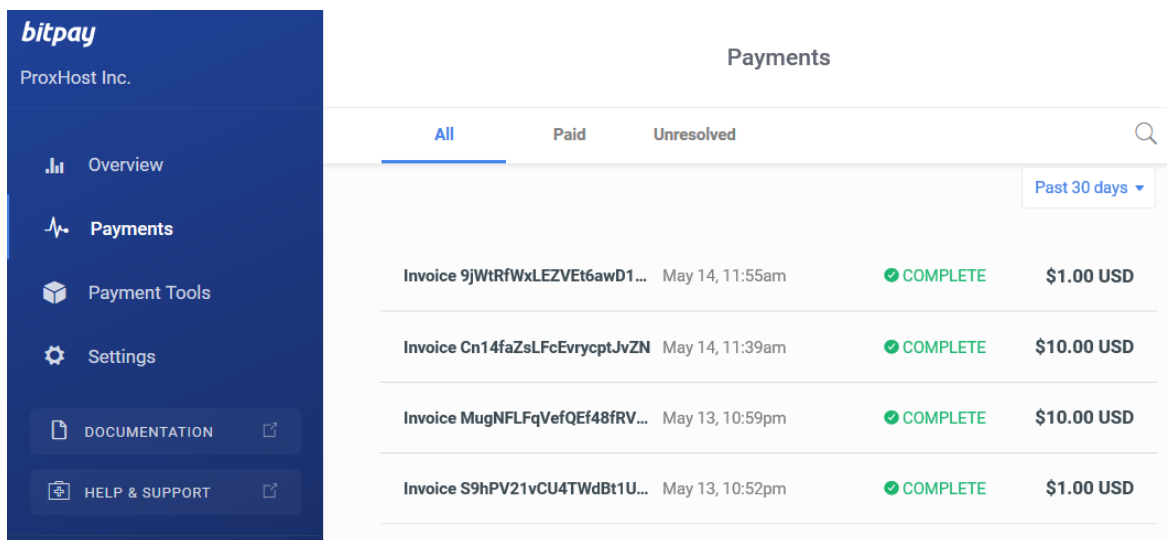 bitpay
ProxHost Inc.
Overview
Payments
Payment Tools
Settings
DOCUMENTATION
HELP & SUPPORT
Payments
All Paid Unresolved
Past 30 days
Invoice 9jWtRfWxLEZVEt6awD1... May 14, 11:55am COMPLETE $1.00 USD
Invoice Cn14faZsLFcEvrycptJvZN May 14, 11:39am COMPLETE $10.00 USD
Invoice MugNFLFqVefQEf48fRV... May 13, 10:59pm COMPLETE $10.00 USD
Invoice S9hPV21vCU4TWdBt1U... May 13, 10:52pm COMPLETE $1.00 USD